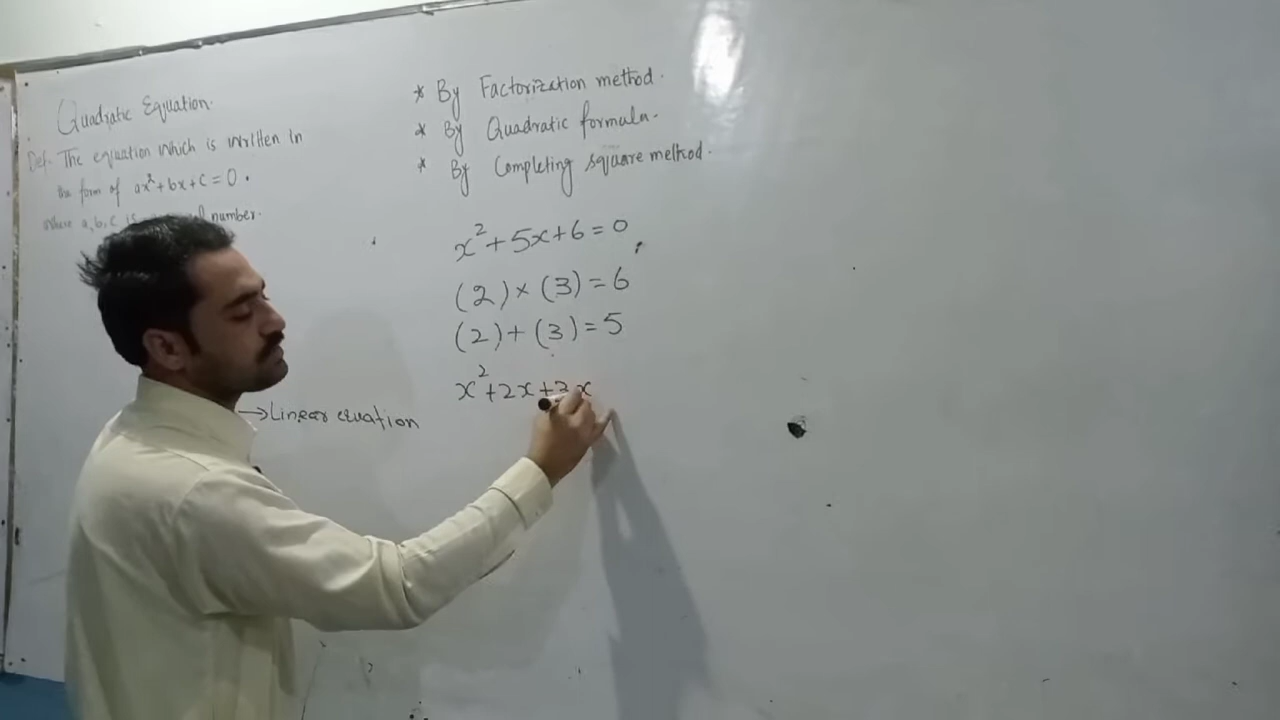 Quadratic Equation.
Def:- The equation which is written in
the form of ax²+bx+c=0.
where a, b, c is number.
→Linear equation
* By Factorization method.
* By Quadratic formula.
* By Completing square method.
x²+5x+6=0,
(2)×(3)=6
(2)+(3)=5
x²+2x+3x